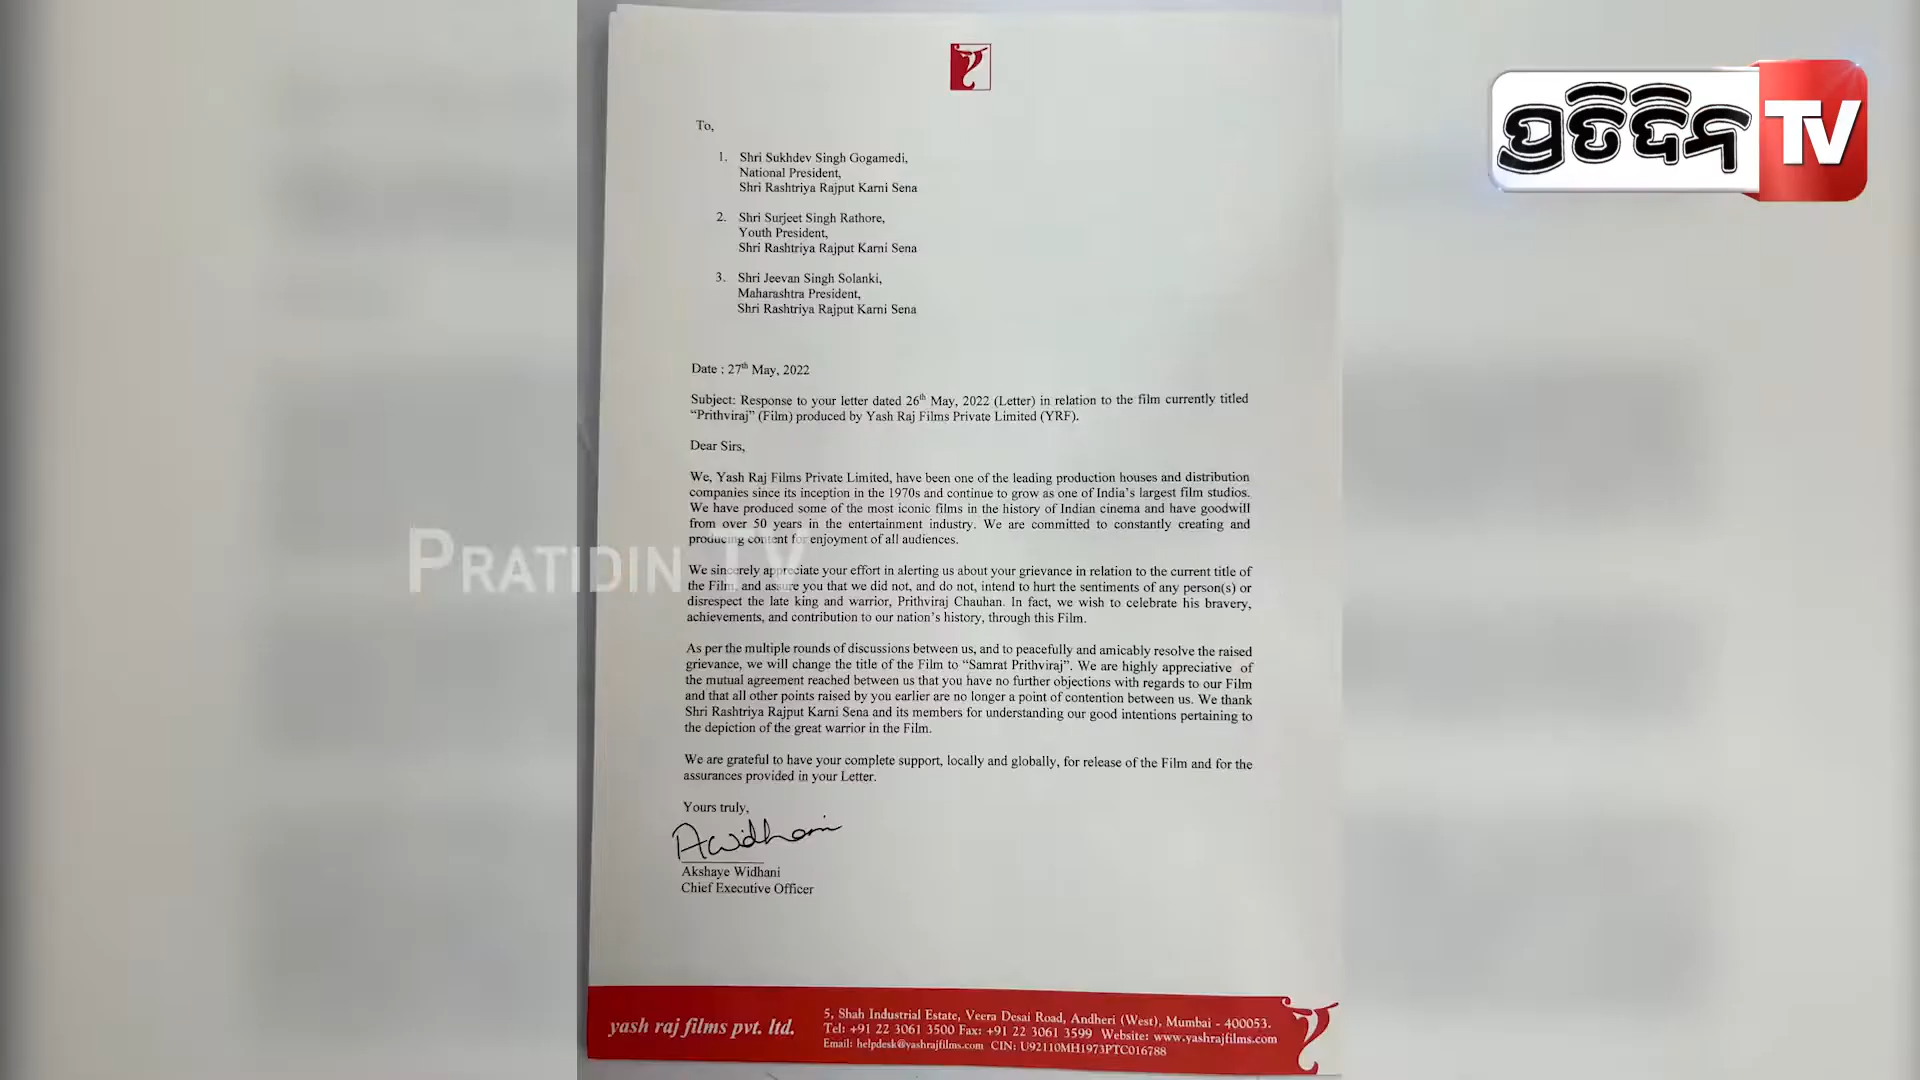 ପ୍ରତିଦିନ TV
To,
1. Shri Sukhdev Singh Gogamedi,
National President,
Shri Rashtriya Rajput Karni Sena
2. Shri Surjeet Singh Rathore,
Youth President,
Shri Rashtriya Rajput Karni Sena
3. Shri Jeevan Singh Solanki,
Maharashtra President,
Shri Rashtriya Rajput Karni Sena
Date : 27th May, 2022
Subject: Response to your letter dated 26th May, 2022 (Letter) in relation to the film currently titled
“Prithviraj” (Film) produced by Yash Raj Films Private Limited (YRF).
Dear Sirs,
We, Yash Raj Films Private Limited, have been one of the leading production houses and distribution
companies since its inception in the 1970s and continue to grow as one of India’s largest film studios.
We have produced some of the most iconic films in the history of Indian cinema and have goodwill
from over 50 years in the entertainment industry. We are committed to constantly creating and
producing content for enjoyment of all audiences.
PRATIDIN TV
We sincerely appreciate your effort in alerting us about your grievance in relation to the current title of
the Film, and assure you that we did not, and do not, intend to hurt the sentiments of any person(s) or
disrespect the late king and warrior, Prithviraj Chauhan. In fact, we wish to celebrate his bravery,
achievements, and contribution to our nation’s history, through this Film.
As per the multiple rounds of discussions between us, and to peacefully and amicably resolve the raised
grievance, we will change the title of the Film to “Samrat Prithviraj”. We are highly appreciative of
the mutual agreement reached between us that you have no further objections with regards to our Film
and that all other points raised by you earlier are no longer a point of contention between us. We thank
Shri Rashtriya Rajput Karni Sena and its members for understanding our good intentions pertaining to
the depiction of the great warrior in the Film.
We are grateful to have your complete support, locally and globally, for release of the Film and for the
assurances provided in your Letter.
Yours truly,
Awidhani
Akshaye Widhani
Chief Executive Officer
yash raj films pvt. ltd.
5, Shah Industrial Estate, Veera Desai Road, Andheri (West), Mumbai - 400053.
Tel: +91 22 3061 3500 Fax: +91 22 3061 3599 Website: www.yashrajfilms.com
Email: helpdesk@yashrajfilms.com CIN: U92110MH1973PTC016788